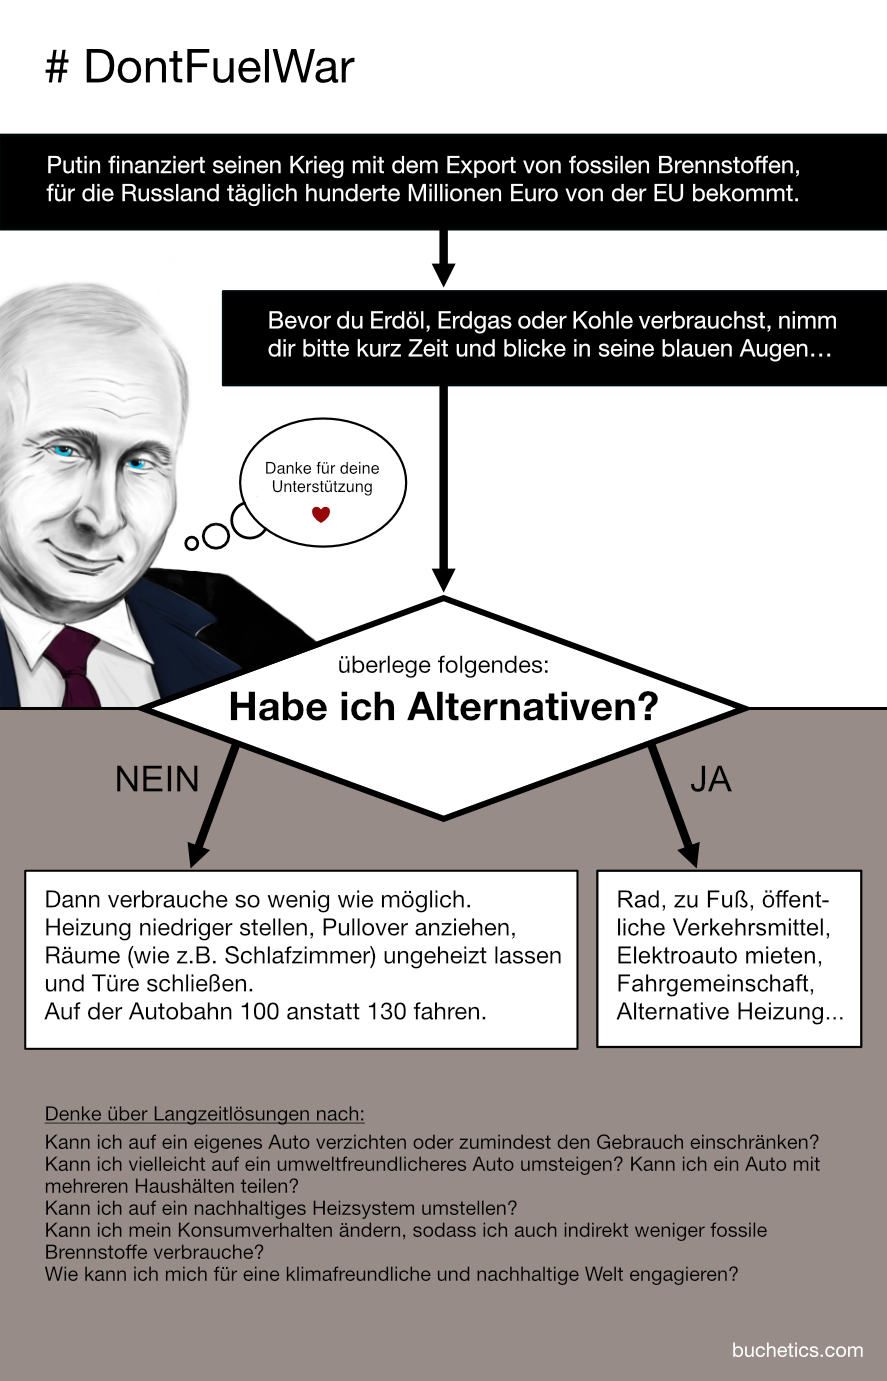 # DontFuelWar
Putin finanziert seinen Krieg mit dem Export von fossilen Brennstoffen,
für die Russland täglich hunderte Millionen Euro von der EU bekommt.
Bevor du Erdöl, Erdgas oder Kohle verbrauchst, nimm
dir bitte kurz Zeit und blicke in seine blauen Augen...
Danke für deine
Unterstützung
überlege folgendes:
Habe ich Alternativen?
NEIN
JA
Dann verbrauche so wenig wie möglich.
Heizung niedriger stellen, Pullover anziehen,
Räume (wie z.B. Schlafzimmer) ungeheizt lassen
und Türe schließen.
Auf der Autobahn 100 anstatt 130 fahren.
Rad, zu Fuß, öffent-
liche Verkehrsmittel,
Elektroauto mieten,
Fahrgemeinschaft,
Alternative Heizung...
Denke über Langzeitlösungen nach:
Kann ich auf ein eigenes Auto verzichten oder zumindest den Gebrauch einschränken?
Kann ich vielleicht auf ein umweltfreundlicheres Auto umsteigen? Kann ich ein Auto mit
mehreren Haushälten teilen?
Kann ich auf ein nachhaltiges Heizsystem umstellen?
Kann ich mein Konsumverhalten ändern, sodass ich auch indirekt weniger fossile
Brennstoffe verbrauche?
Wie kann ich mich für eine klimafreundliche und nachhaltige Welt engagieren?
buchetics.com